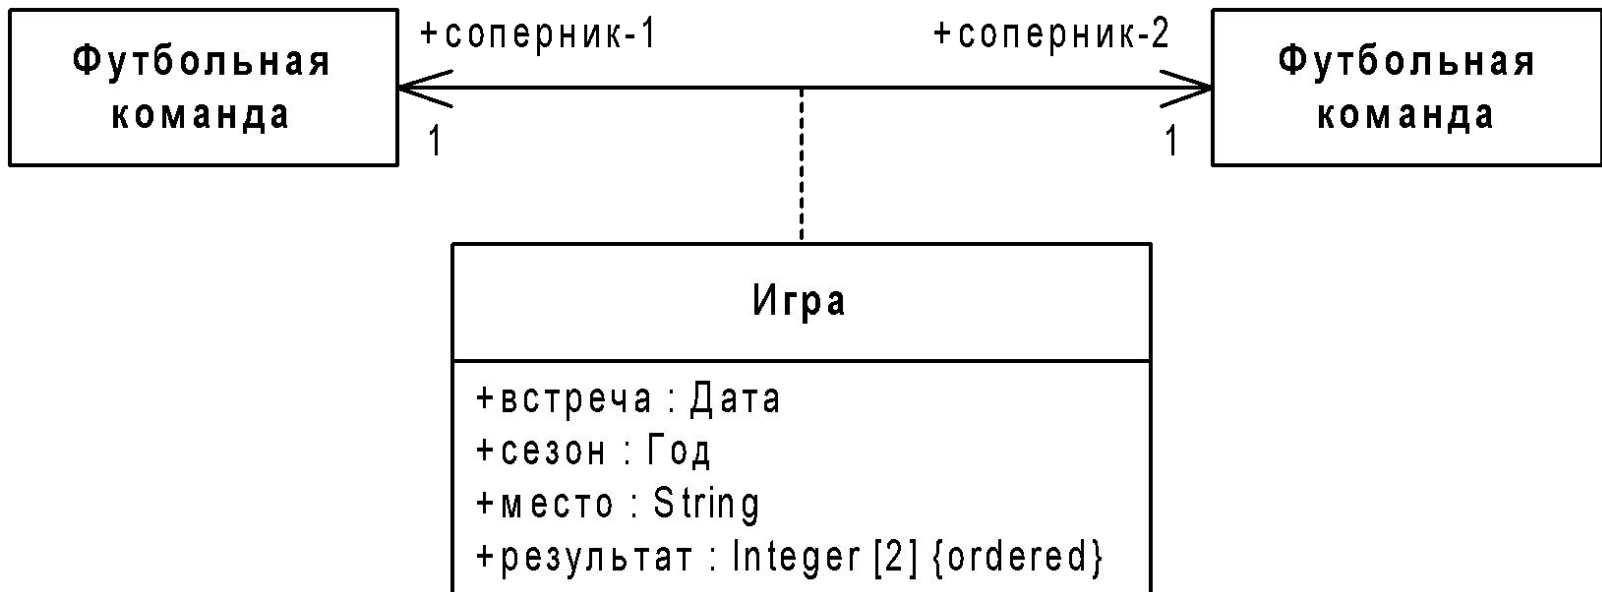 Футбольная
команда
+соперник-1
+соперник-2
1
1
Футбольная
команда
Игра
+встреча : Дата
+сезон : Год
+место : String
+результат : Integer [2] {ordered}